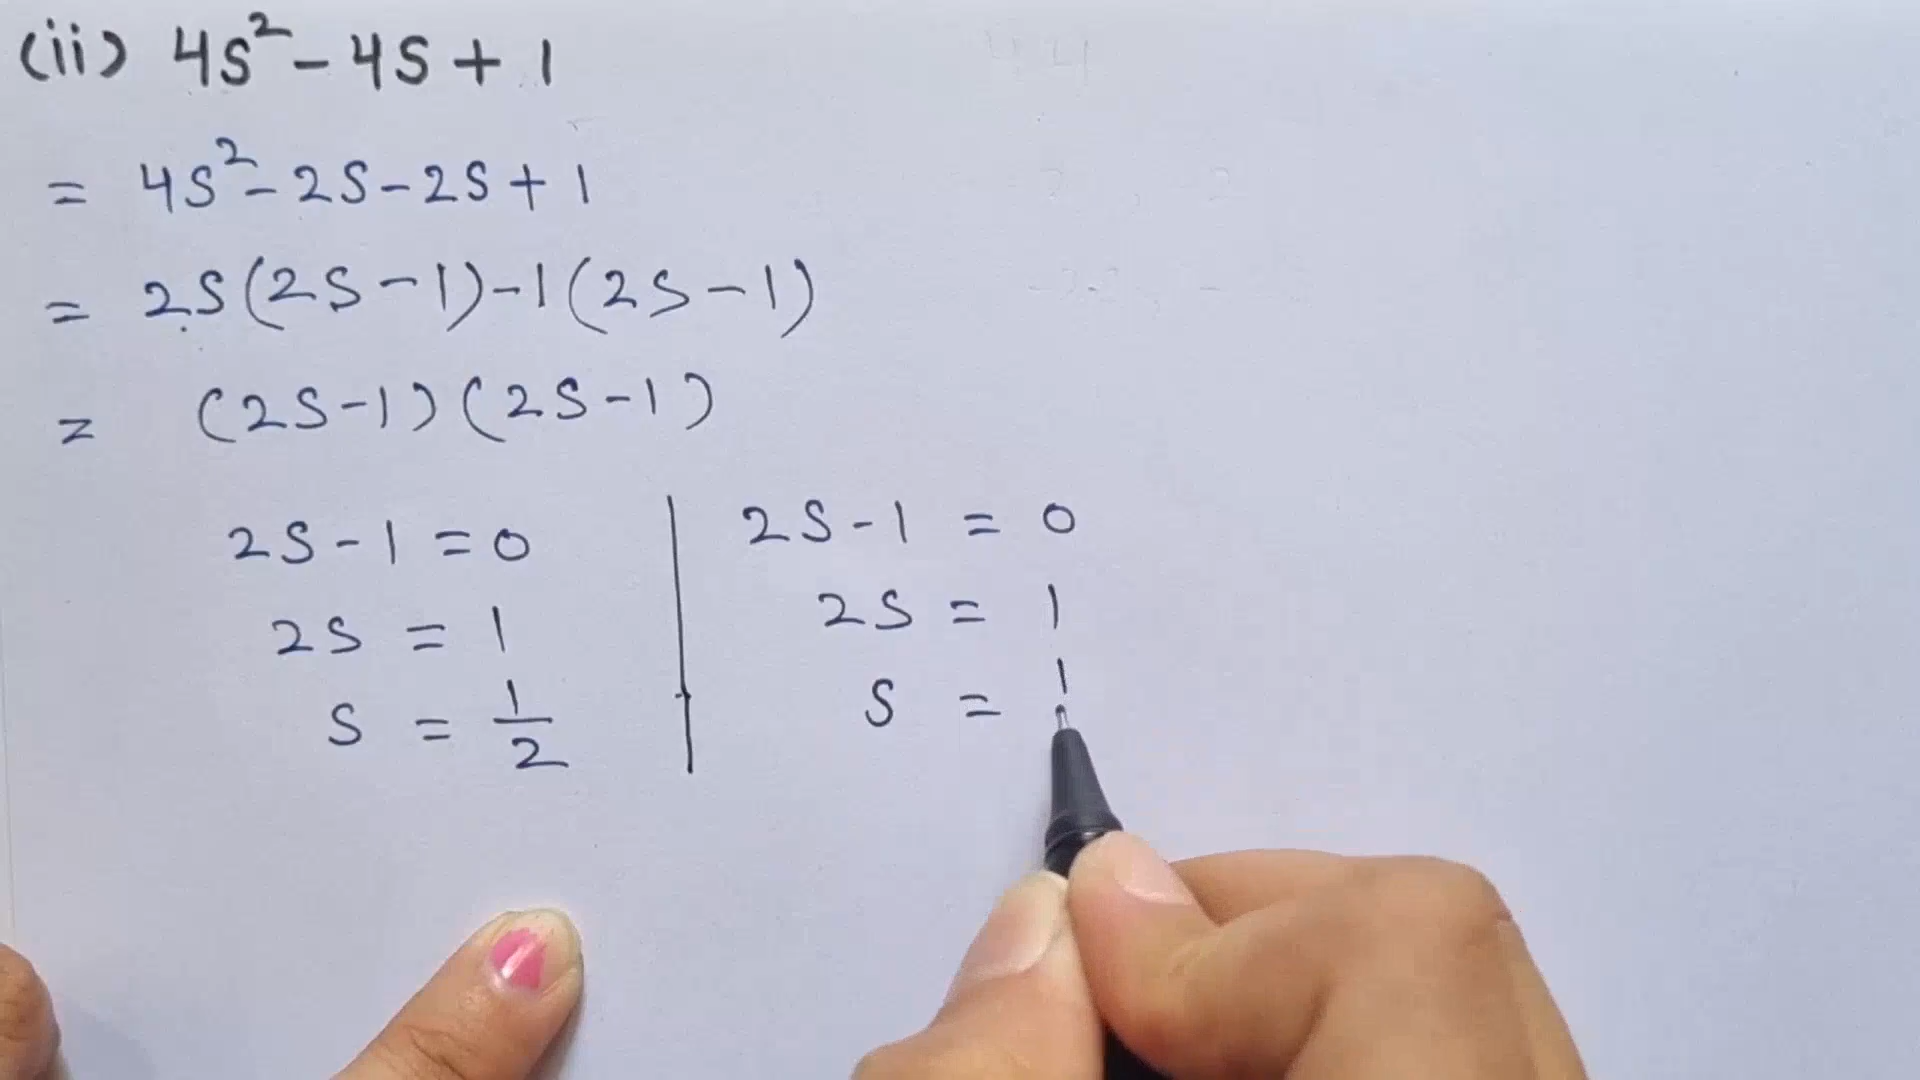 (ii) 4S² - 4S + 1
= 4S² - 2S - 2S + 1
= 2S(2S - 1) - 1(2S - 1)
= (2S - 1)(2S - 1)
2S - 1 = 0
2S = 1
S = 1/2
2S - 1 = 0
2S = 1
S = 1